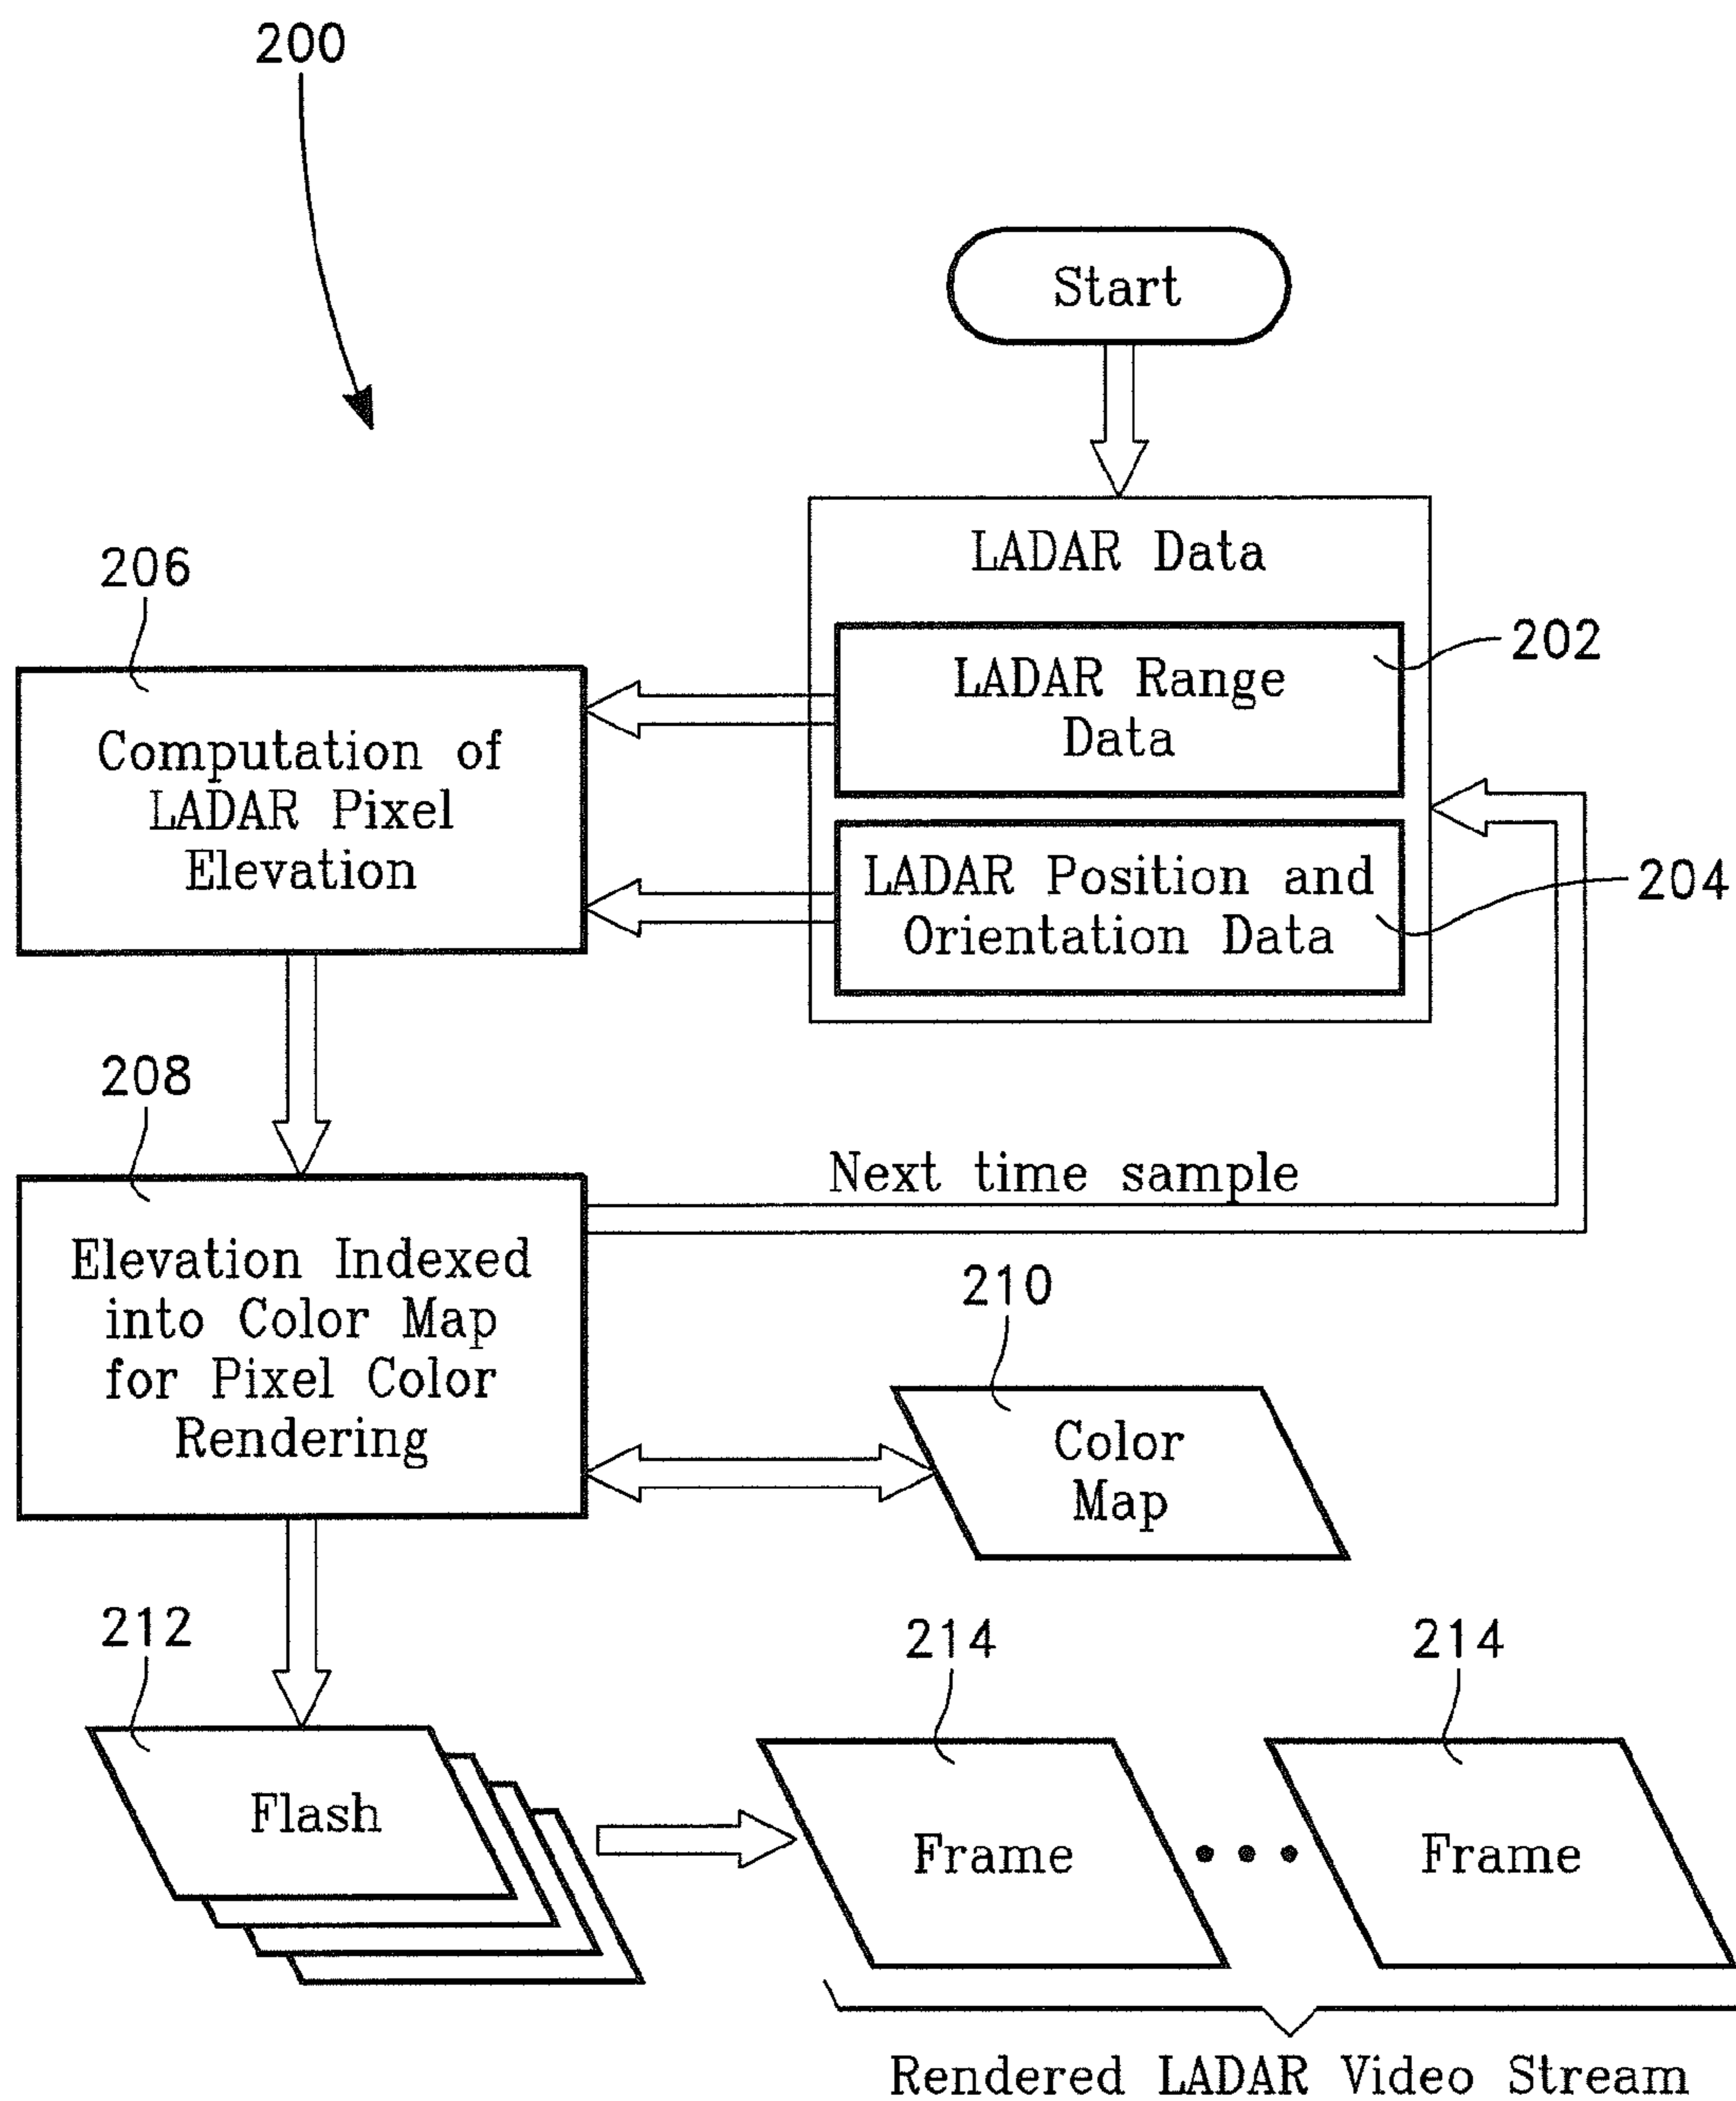 200
Start
LADAR Data
206
202
LADAR Range
Data
Computation of
LADAR Pixel
Elevation
LADAR Position and
Orientation Data
204
208
Next time sample
Elevation Indexed
into Color Map
for Pixel Color
Rendering
210
Color
Map
212
214
214
Flash
Frame
Frame
Rendered LADAR Video Stream